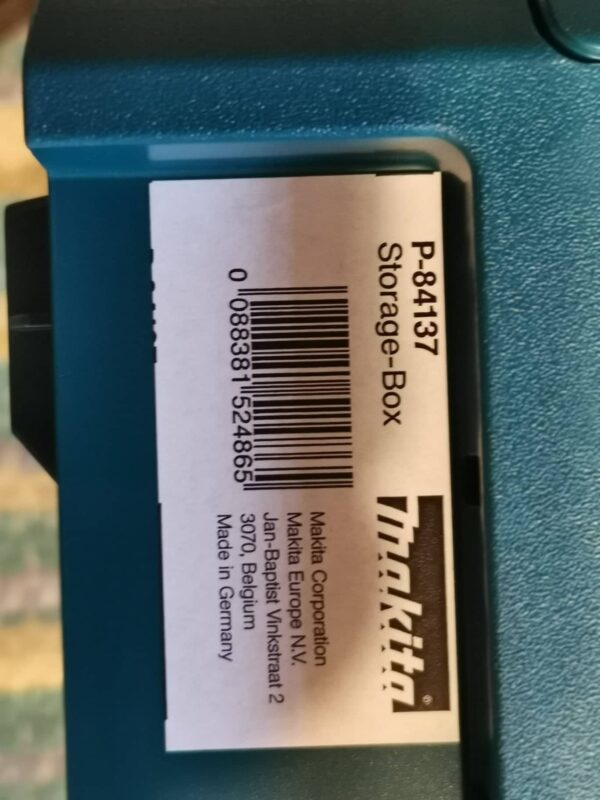 P-84137
Storage-Box
makita®
0 088381 524865
Makita Corporation
Makita Europe N.V.
Jan-Baptist Vinkstraat 2
3070, Belgium
Made in Germany